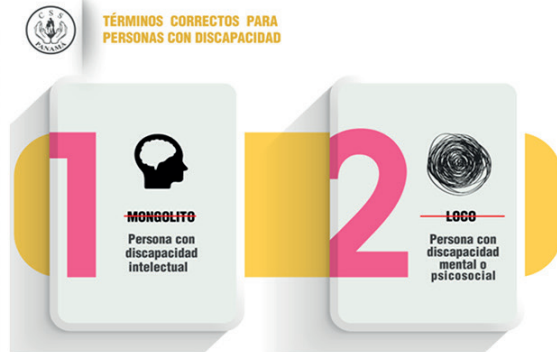 CSS
PANAMÁ
TÉRMINOS CORRECTOS PARA
PERSONAS CON DISCAPACIDAD
1
MONGOLITO
Persona con
discapacidad
intelectual
2
LOCO
Persona con
discapacidad
mental o
psicosocial